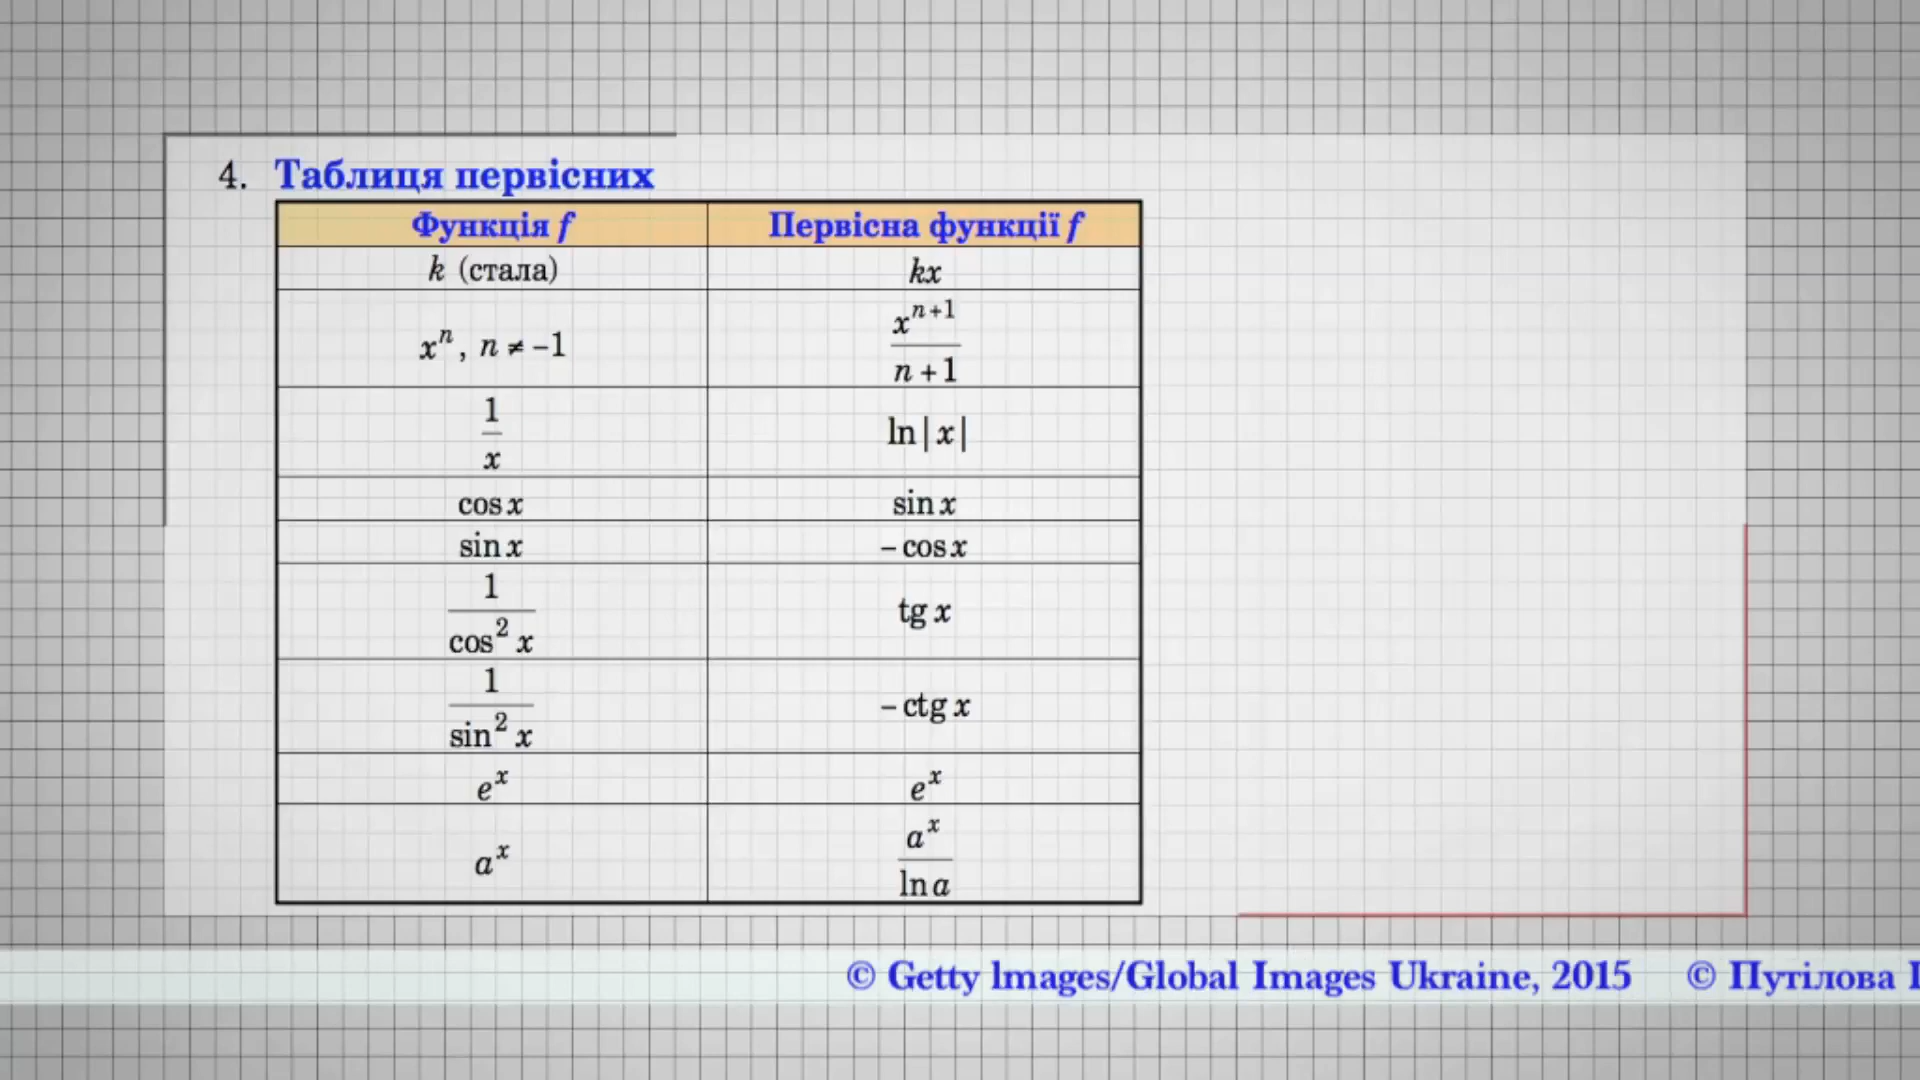 4. Таблиця первісних
Функція f Первісна функції f
k (стала) kx
xⁿ, n ≠ −1 xⁿ⁺¹/(n + 1)
1/x ln|x|
cos x sin x
sin x − cos x
1/cos² x tg x
1/sin² x − ctg x
eˣ eˣ
aˣ aˣ/ln a
© Getty Images/Global Images Ukraine, 2015 © Путілова